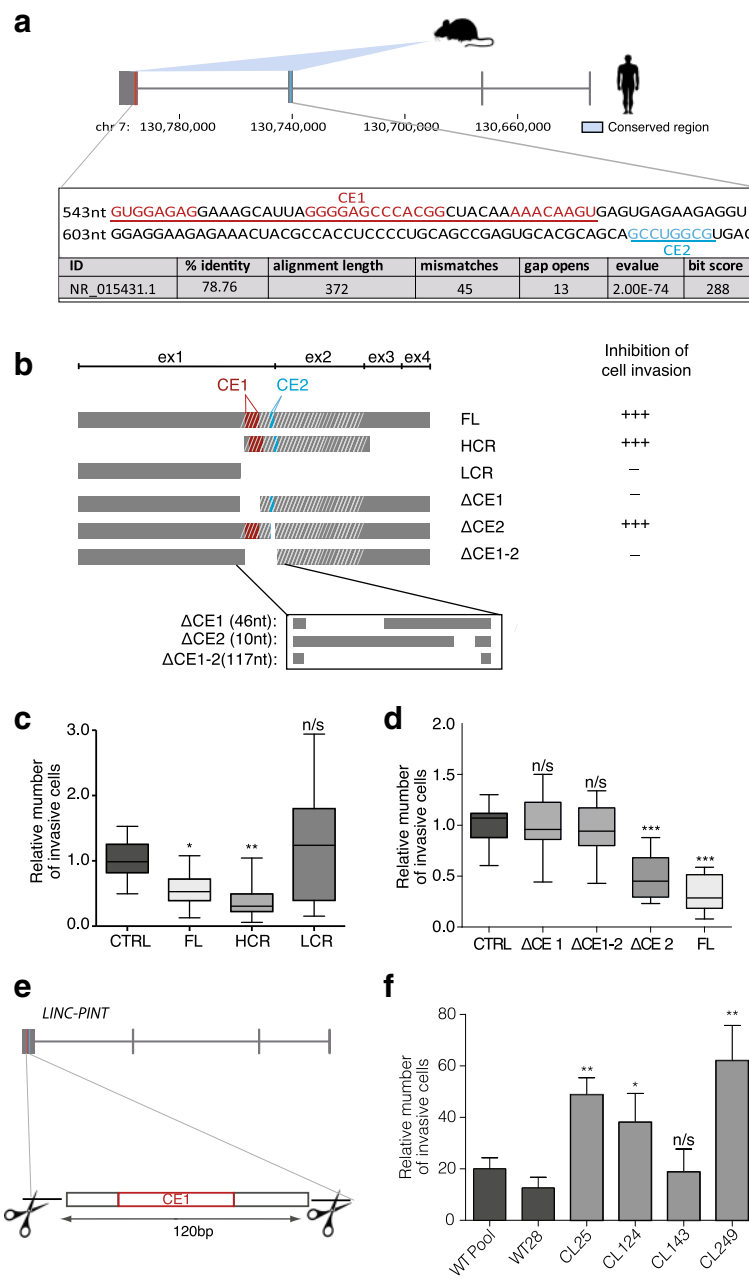 a
chr 7: 130,780,000 130,740,000 130,700,000 130,660,000
Conserved region
CE1
543nt GUGGAGAGGAAAGCAUUAGGGGAGCCCACGGCUACAAAAACAAGUGAGUGAGAAGAGGU
603nt GGAGGAAGAGAAACUACGCCACCUCCCCUGCAGCCGAGUGCACGCAGCAGCCUGGCGUGAG
CE2
ID % identity alignment length mismatches gap opens evalue bit score
NR_015431.1 78.76 372 45 13 2.00E-74 288
b
ex1 ex2 ex3 ex4
Inhibition of
cell invasion
CE1 CE2
FL +++
HCR +++
LCR –
ΔCE1 –
ΔCE2 +++
ΔCE1-2 –
ΔCE1 (46nt):
ΔCE2 (10nt):
ΔCE1-2(117nt):
c
Relative mumber
of invasive cells
3.0
2.0
1.0
0.0
* ** n/s
CTRL FL HCR LCR
d
Relative mumber
of invasive cells
2.0
1.5
1.0
0.5
0.0
n/s n/s *** ***
CTRL ΔCE 1 ΔCE1-2 ΔCE 2 FL
e
LINC-PINT
CE1
120bp
f
Relative mumber
of invasive cells
80
60
40
20
0
** * n/s **
WT Pool WT28 CL25 CL124 CL143 CL249